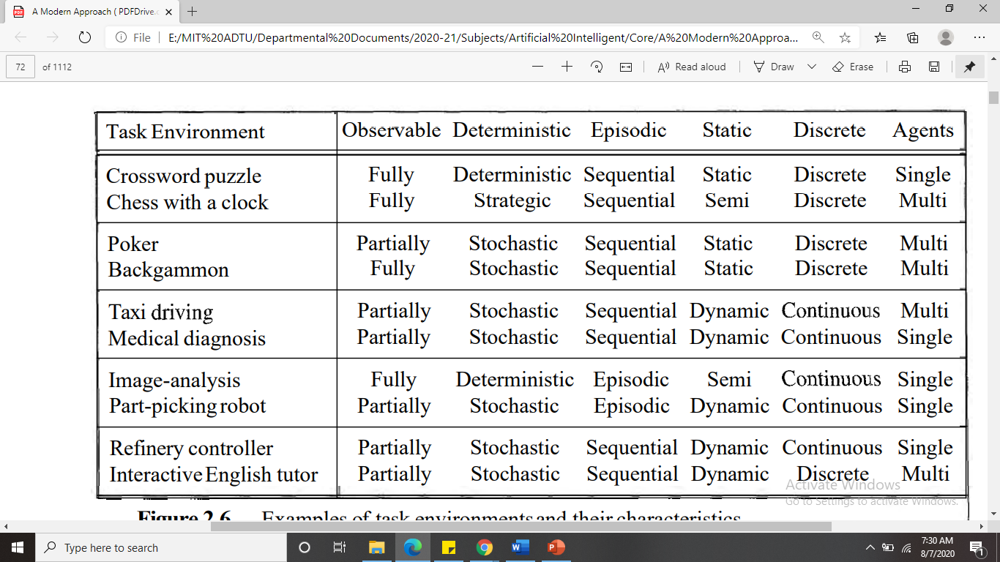 A Modern Approach ( PDFDrive.c
File E:/MIT%20ADTU/Departmental%20Documents/2020-21/Subjects/Artificial%20Intelligent/Core/A%20Modern%20Approa...
72 of 1112 Read aloud Draw Erase
Task Environment Observable Deterministic Episodic Static Discrete Agents
Crossword puzzle Fully Deterministic Sequential Static Discrete Single
Chess with a clock Fully Strategic Sequential Semi Discrete Multi
Poker Partially Stochastic Sequential Static Discrete Multi
Backgammon Fully Stochastic Sequential Static Discrete Multi
Taxi driving Partially Stochastic Sequential Dynamic Continuous Multi
Medical diagnosis Partially Stochastic Sequential Dynamic Continuous Single
Image-analysis Fully Deterministic Episodic Semi Continuous Single
Part-picking robot Partially Stochastic Episodic Dynamic Continuous Single
Refinery controller Partially Stochastic Sequential Dynamic Continuous Single
Interactive English tutor Partially Stochastic Sequential Dynamic Discrete Multi
Activate Windows
Go to Settings to activate Windows.
Figure 2.6 Examples of task environments and their characteristics
Type here to search
7:30 AM
8/7/2020
1